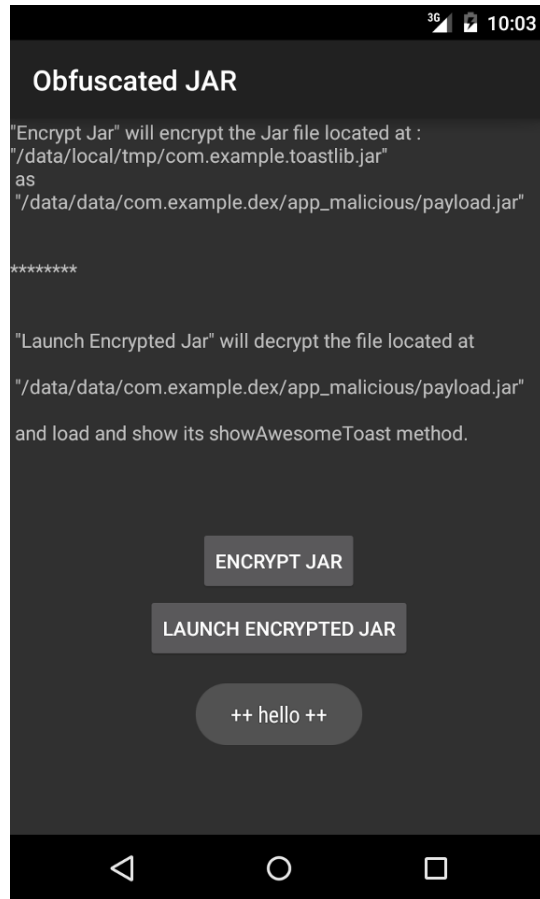 3G 10:03
Obfuscated JAR
"Encrypt Jar" will encrypt the Jar file located at :
"/data/local/tmp/com.example.toastlib.jar"
as
"/data/data/com.example.dex/app_malicious/payload.jar"
********
"Launch Encrypted Jar" will decrypt the file located at
"/data/data/com.example.dex/app_malicious/payload.jar"
and load and show its showAwesomeToast method.
ENCRYPT JAR
LAUNCH ENCRYPTED JAR
++ hello ++